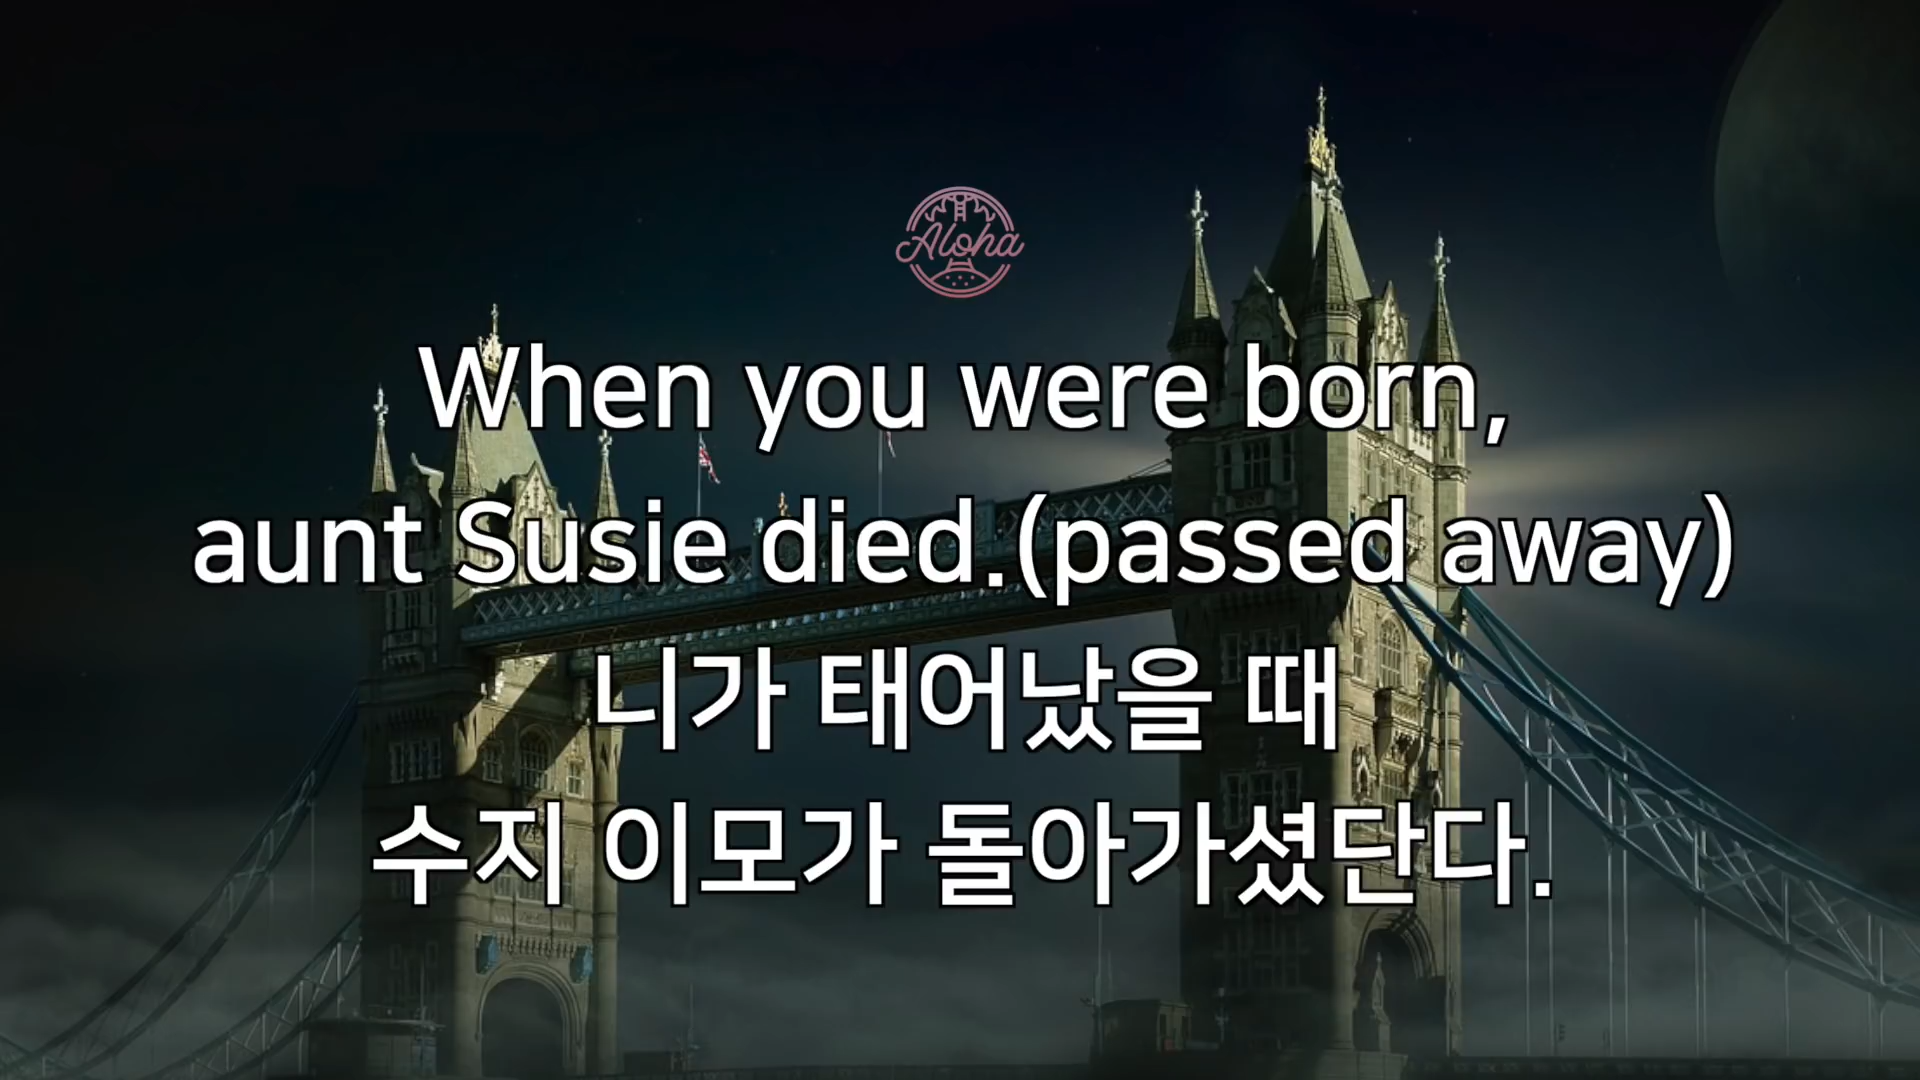 Aloha
When you were born,
aunt Susie died.(passed away)
니가 태어났을 때
수지 이모가 돌아가셨단다.